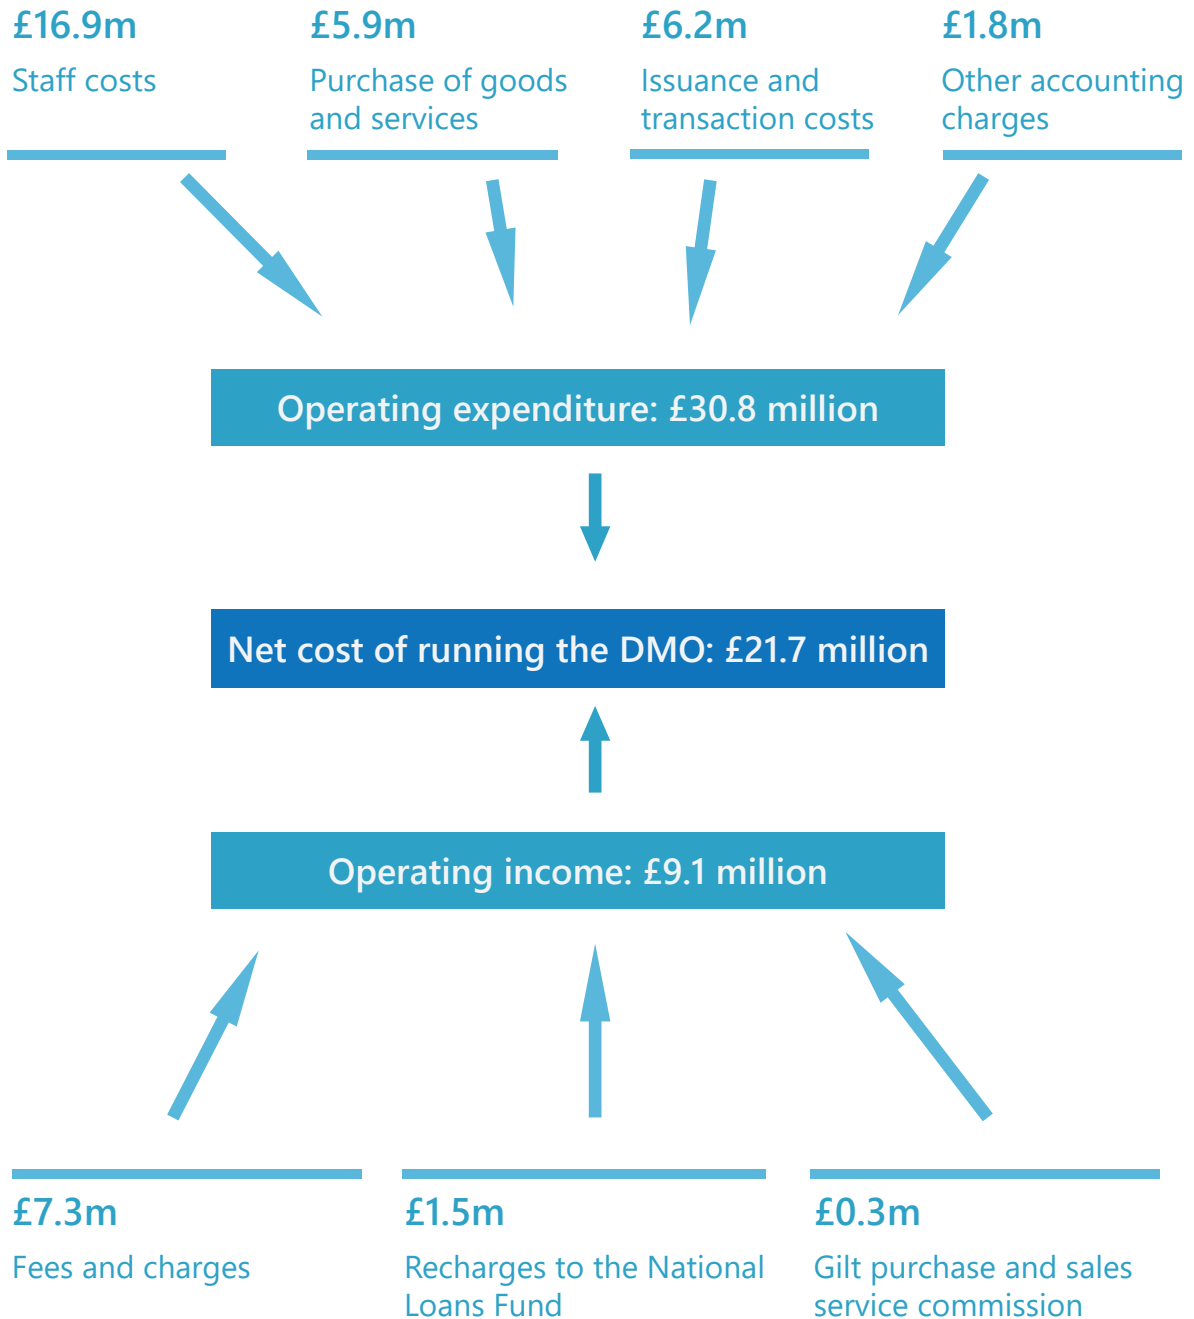 £16.9m
Staff costs
£5.9m
Purchase of goods
and services
£6.2m
Issuance and
transaction costs
£1.8m
Other accounting
charges
Operating expenditure: £30.8 million
Net cost of running the DMO: £21.7 million
Operating income: £9.1 million
£7.3m
Fees and charges
£1.5m
Recharges to the National
Loans Fund
£0.3m
Gilt purchase and sales
service commission